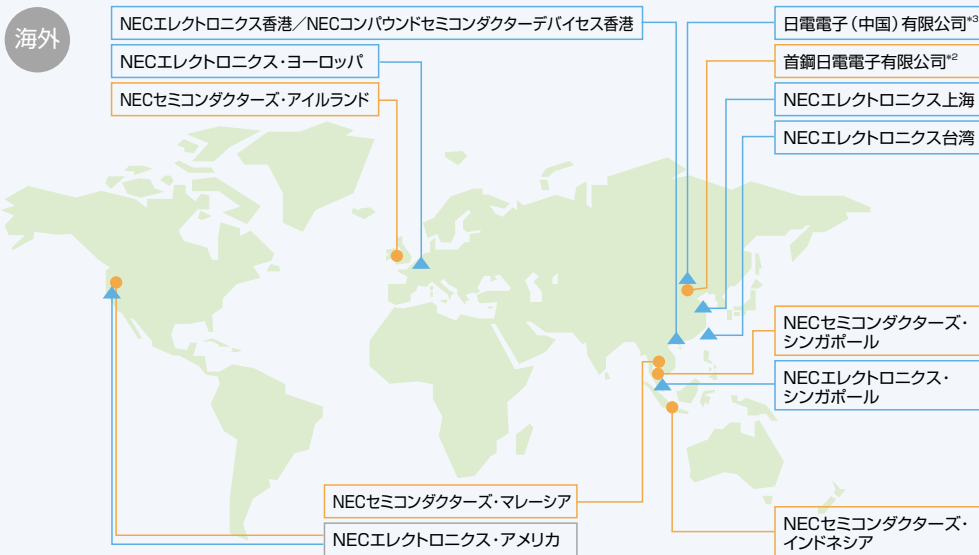 海外
NECエレクトロニクス香港／NECコンパウンドセミコンダクターデバイセス香港
NECエレクトロニクス・ヨーロッパ
NECセミコンダクターズ・アイルランド
日電電子（中国）有限公司*3
首鋼日電電子有限公司*2
NECエレクトロニクス上海
NECエレクトロニクス台湾
NECセミコンダクターズ・
シンガポール
NECエレクトロニクス・
シンガポール
NECセミコンダクターズ・マレーシア
NECエレクトロニクス・アメリカ
NECセミコンダクターズ・
インドネシア